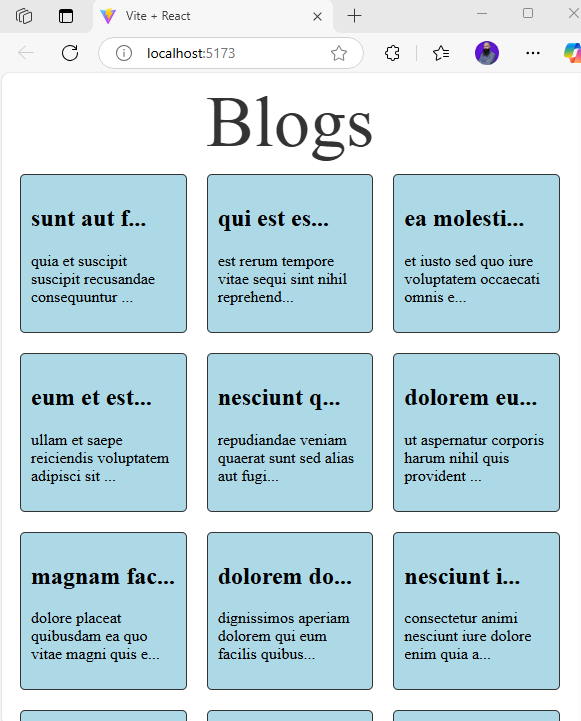 Vite + React
localhost:5173
Blogs
sunt aut f...
quia et suscipit
suscipit recusandae
consequuntur ...
qui est es...
est rerum tempore
vitae sequi sint nihil
reprehend...
ea molesti...
et iusto sed quo iure
voluptatem occaecati
omnis e...
eum et est...
ullam et saepe
reiciendis voluptatem
adipisci sit ...
nesciunt q...
repudiandae veniam
quaerat sunt sed alias
aut fugi...
dolorem eu...
ut aspernatur corporis
harum nihil quis
provident ...
magnam fac...
dolore placeat
quibusdam ea quo
vitae magni quis e...
dolorem do...
dignissimos aperiam
dolorem qui eum
facilis quibus...
nesciunt i...
consectetur animi
nesciunt iure dolore
enim quia a...